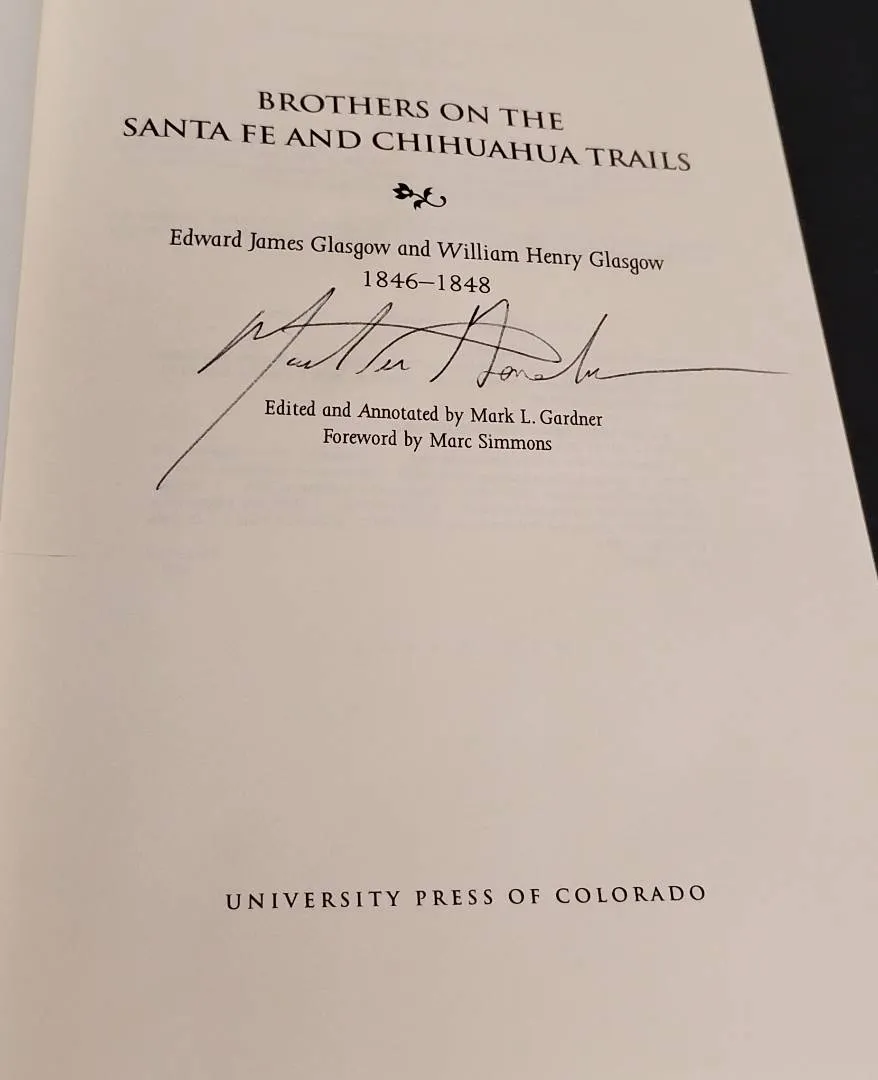 BROTHERS ON THE
SANTA FE AND CHIHUAHUA TRAILS
Edward James Glasgow and William Henry Glasgow
1846–1848
Edited and Annotated by Mark L. Gardner
Foreword by Marc Simmons
UNIVERSITY PRESS OF COLORADO